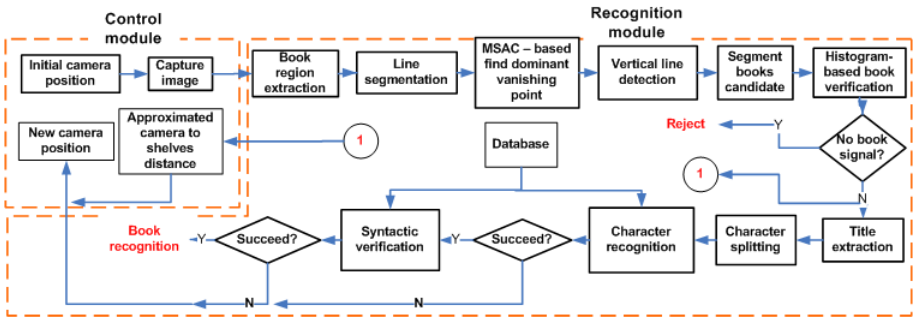 Control
module
Recognition
module
Initial camera
position
Capture
image
Book
region
extraction
Line
segmentation
MSAC – based
find dominant
vanishing
point
Vertical line
detection
Segment
books
candidate
Histogram-
based book
verification
New camera
position
Approximated
camera to
shelves
distance
1
Database
Reject
Y
No book
signal?
1
N
Book
recognition
Y
Succeed?
Syntactic
verification
Y
Succeed?
Character
recognition
Character
splitting
Title
extraction
N
N